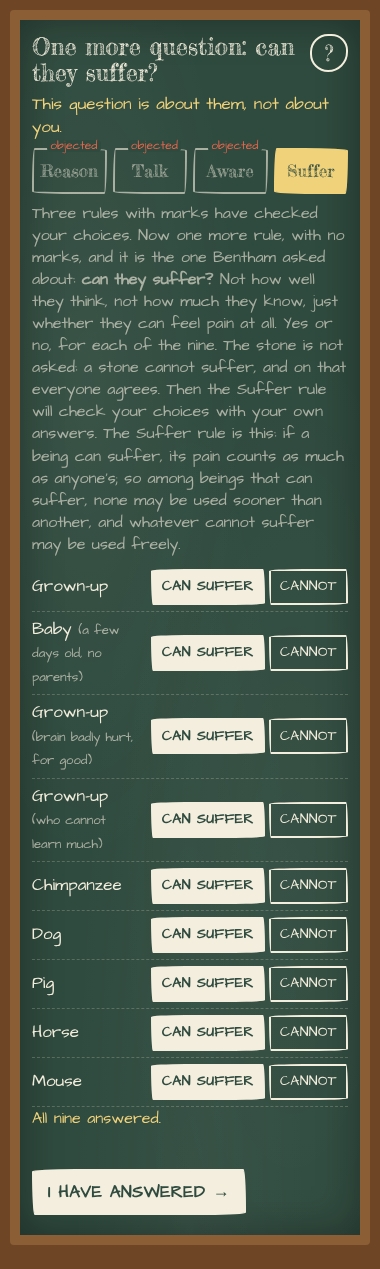 One more question: can
they suffer?
?
This question is about them, not about
you.
objected objected objected
Reason Talk Aware Suffer
Three rules with marks have checked
your choices. Now one more rule, with no
marks, and it is the one Bentham asked
about: can they suffer? Not how well
they think, not how much they know, just
whether they can feel pain at all. Yes or
no, for each of the nine. The stone is not
asked: a stone cannot suffer, and on that
everyone agrees. Then the Suffer rule
will check your choices with your own
answers. The Suffer rule is this: if a
being can suffer, its pain counts as much
as anyone's; so among beings that can
suffer, none may be used sooner than
another, and whatever cannot suffer
may be used freely.
Grown-up CAN SUFFER CANNOT
Baby (a few
days old, no
parents)
CAN SUFFER CANNOT
Grown-up
(brain badly hurt,
for good)
CAN SUFFER CANNOT
Grown-up
(who cannot
learn much)
CAN SUFFER CANNOT
Chimpanzee CAN SUFFER CANNOT
Dog CAN SUFFER CANNOT
Pig CAN SUFFER CANNOT
Horse CAN SUFFER CANNOT
Mouse CAN SUFFER CANNOT
All nine answered.
I HAVE ANSWERED →